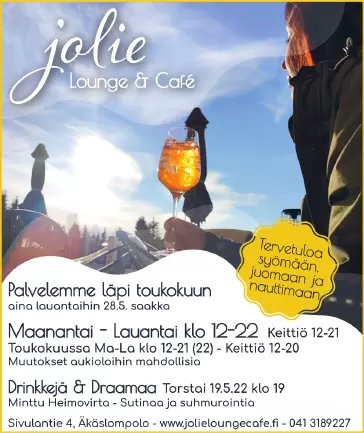 jolie
Lounge & Café
Tervetuloa
syömään,
juomaan ja
nauttimaan
Palvelemme läpi toukokuun
aina lauantaihin 28.5. saakka
Maanantai - Lauantai klo 12-22 Keittiö 12-21
Toukokuussa Ma-La klo 12-21 (22) - Keittiö 12-20
Muutokset aukioloihin mahdollisia
Drinkkejä & Draamaa Torstai 19.5.22 klo 19
Minttu Heimovirta - Sutinaa ja suhmurointia
Sivulantie 4, Äkäslompolo - www.jolieloungecafe.fi - 041 3189227